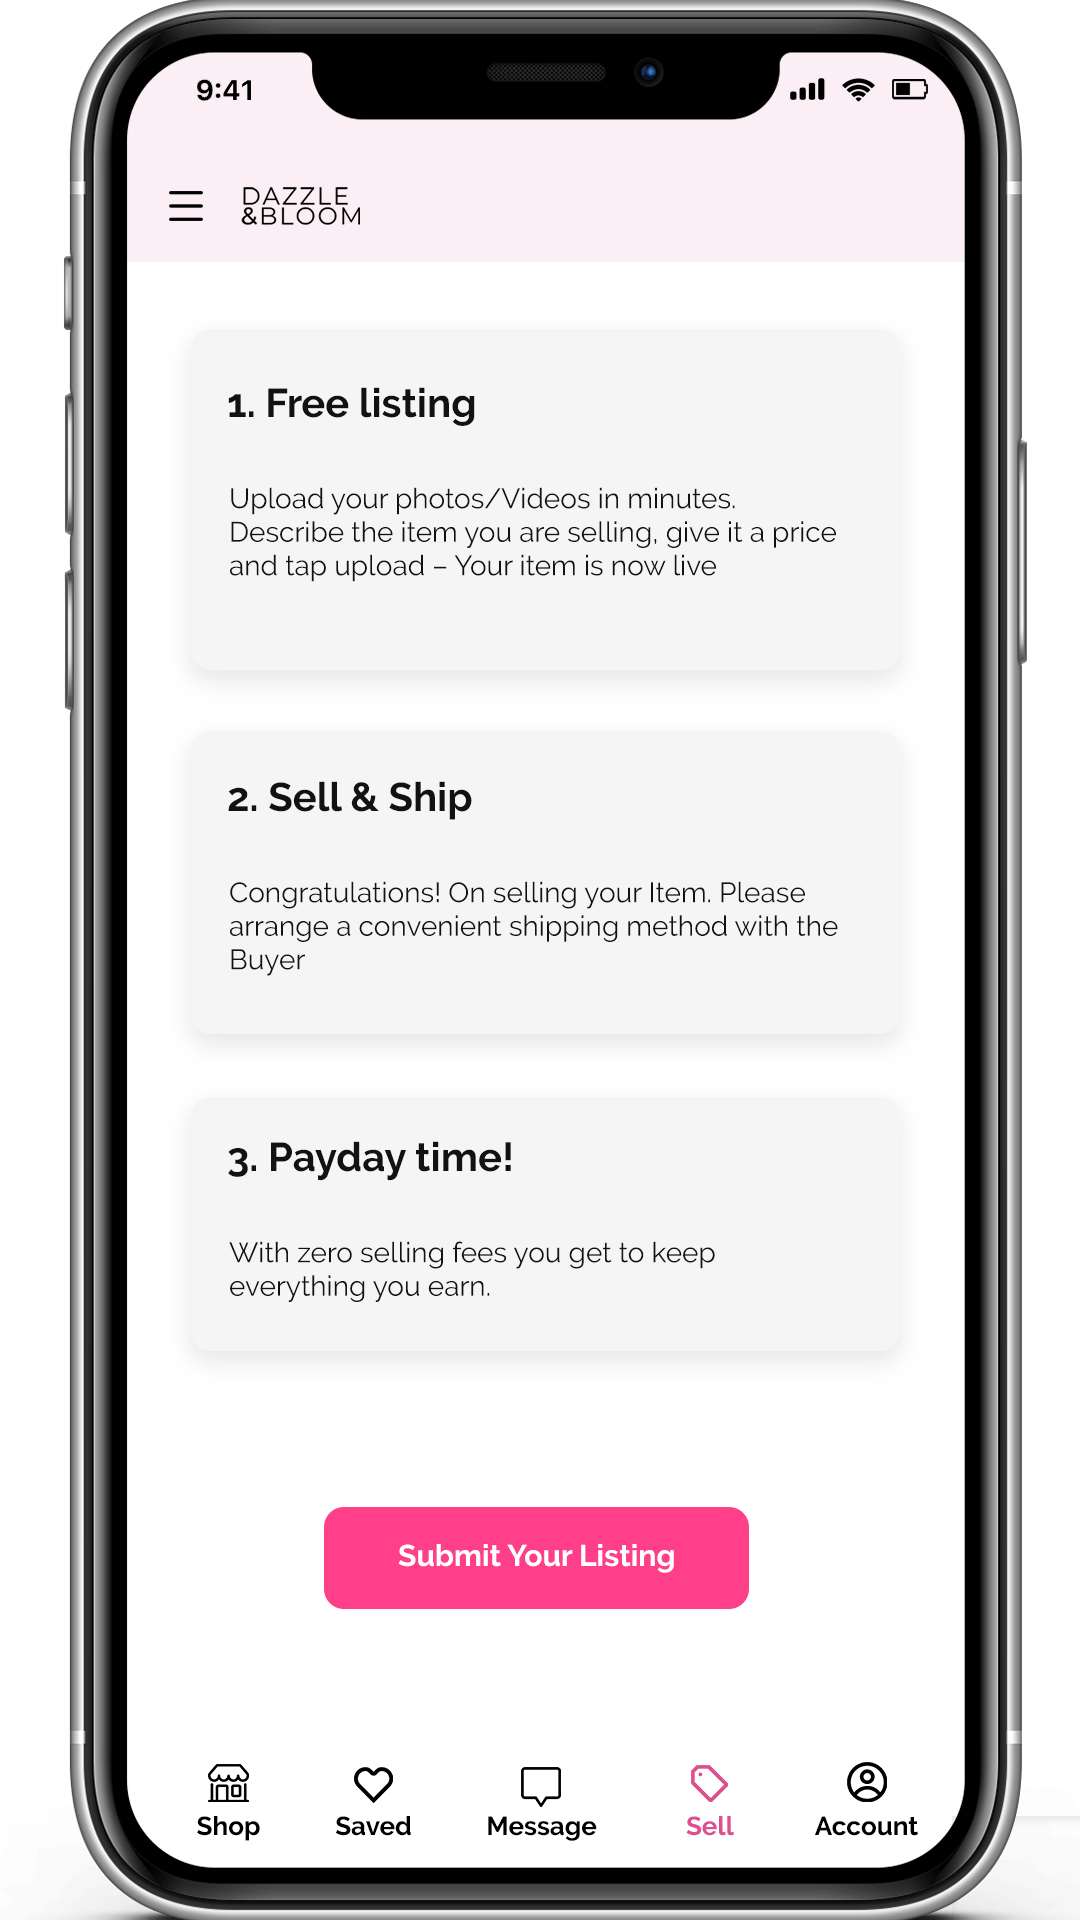 9:41
DAZZLE
&BLOOM
1. Free listing
Upload your photos/Videos in minutes.
Describe the item you are selling, give it a price
and tap upload – Your item is now live
2. Sell & Ship
Congratulations! On selling your Item. Please
arrange a convenient shipping method with the
Buyer
3. Payday time!
With zero selling fees you get to keep
everything you earn.
Submit Your Listing
Shop Saved Message Sell Account